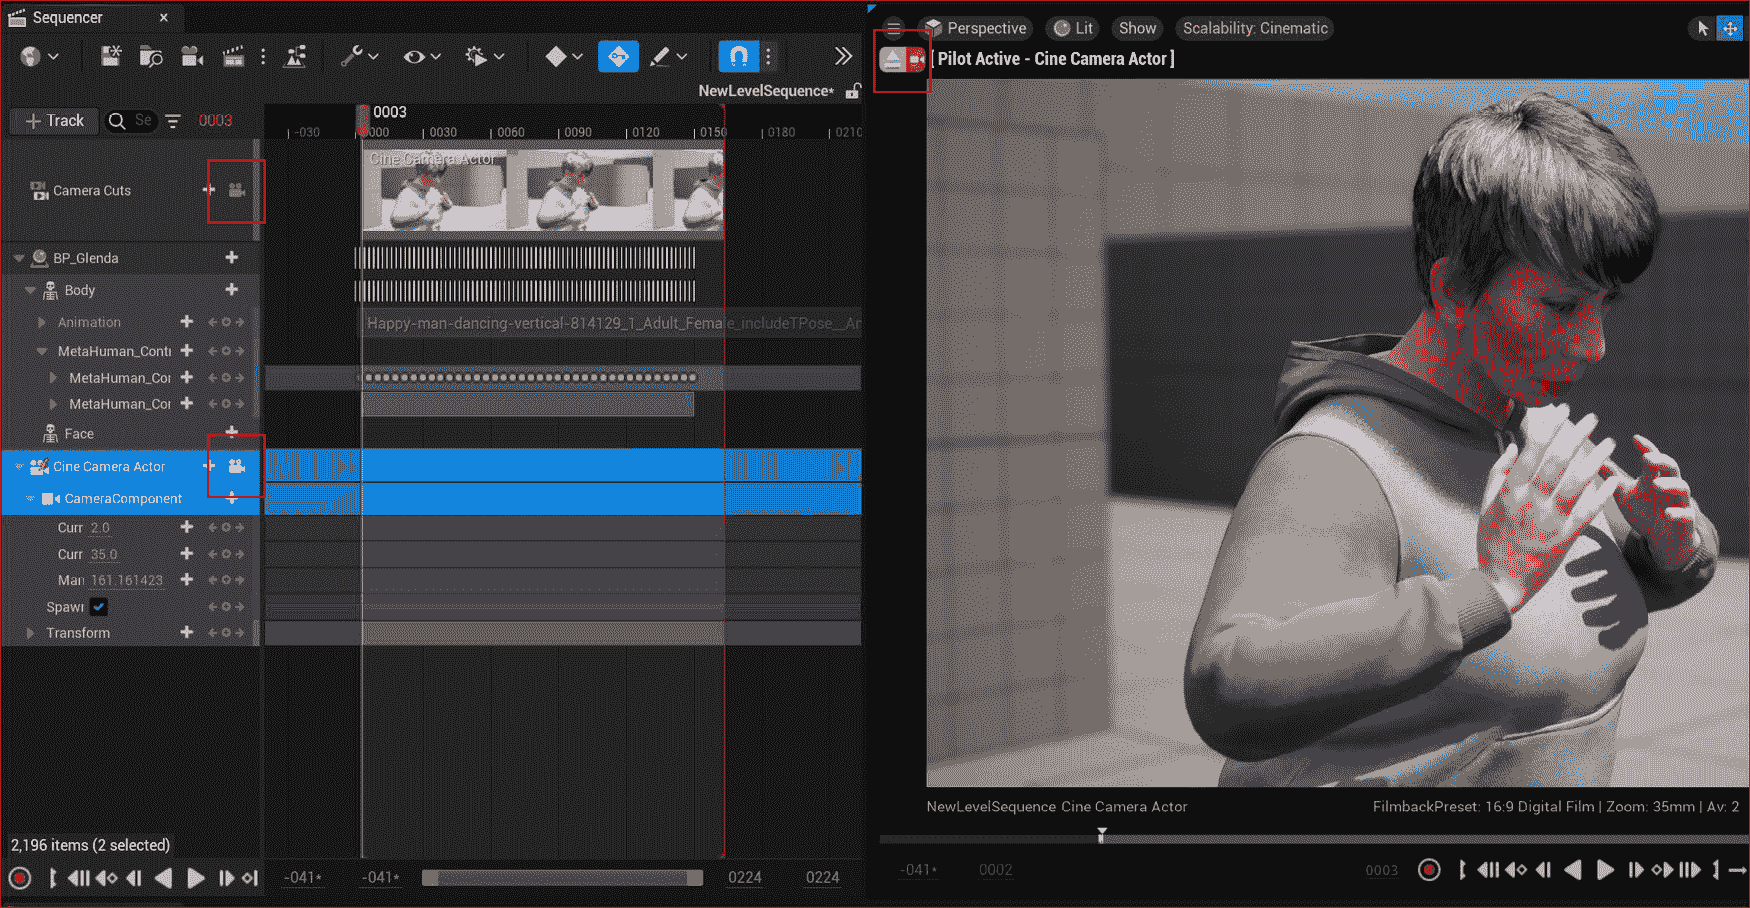 Sequencer
NewLevelSequence*
Track
Se
0003
0003
-030
0000
0030
0060
0090
0120
0150
0180
0210
Camera Cuts
Cine Camera Actor
BP_Glenda
Body
Animation
Happy-man-dancing-vertical-814129_1_Adult_Female_includeTPose__Ar
MetaHuman_Conti
MetaHuman_Coi
MetaHuman_Coi
Face
Cine Camera Actor
CameraComponent
Curr 2.0
Curr 35.0
Man 161.161423
Spawr
Transform
2,196 items (2 selected)
-041*
-041*
0224
0224
Perspective
Lit
Show
Scalability: Cinematic
[ Pilot Active - Cine Camera Actor ]
NewLevelSequence Cine Camera Actor
FilmbackPreset: 16:9 Digital Film | Zoom: 35mm | Av: 2
-041*
0002
0003